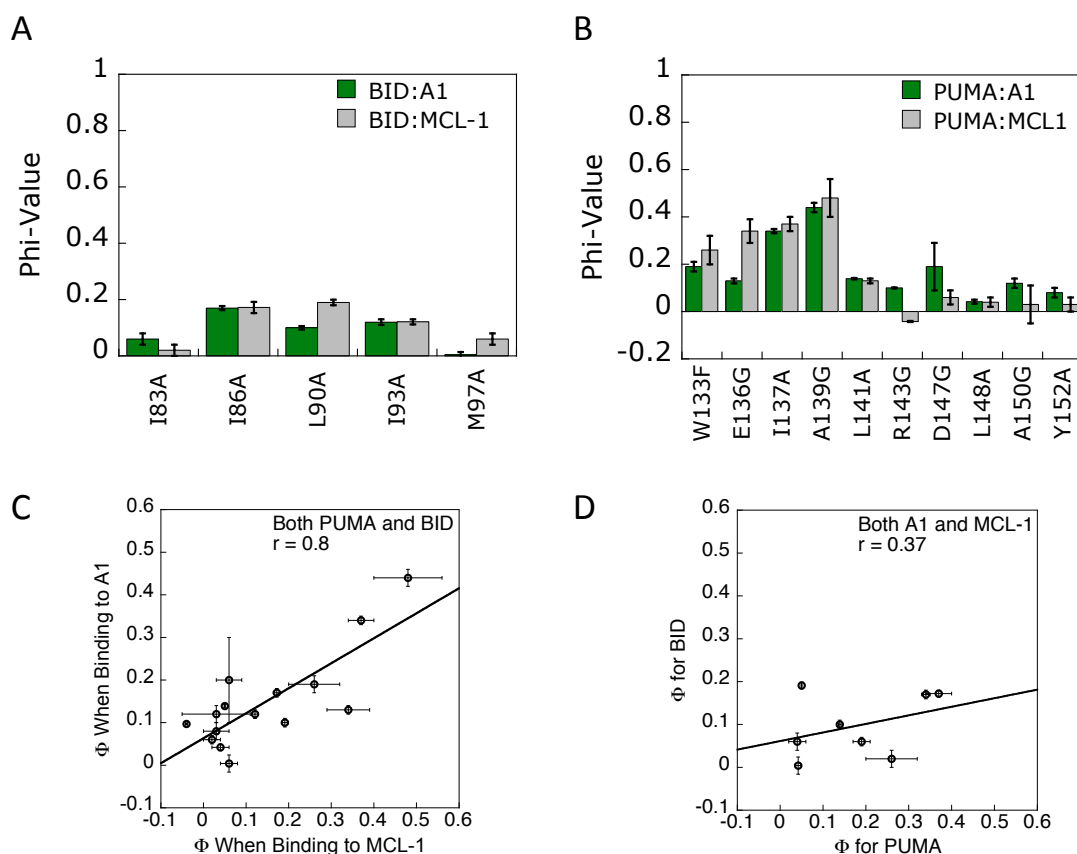 A
1
0.8
0.6
0.4
0.2
0
Phi-Value
BID:A1
BID:MCL-1
I83A
I86A
L90A
I93A
M97A
B
1
0.8
0.6
0.4
0.2
0
-0.2
Phi-Value
PUMA:A1
PUMA:MCL1
W133F
E136G
I137A
A139G
L141A
R143G
D147G
L148A
A150G
Y152A
C
Both PUMA and BID
r = 0.8
0.6
0.5
0.4
0.3
0.2
0.1
0
-0.1
Φ When Binding to A1
-0.1 0 0.1 0.2 0.3 0.4 0.5 0.6
Φ When Binding to MCL-1
D
Both A1 and MCL-1
r = 0.37
0.6
0.5
0.4
0.3
0.2
0.1
0
-0.1
Φ for BID
-0.1 0 0.1 0.2 0.3 0.4 0.5 0.6
Φ for PUMA